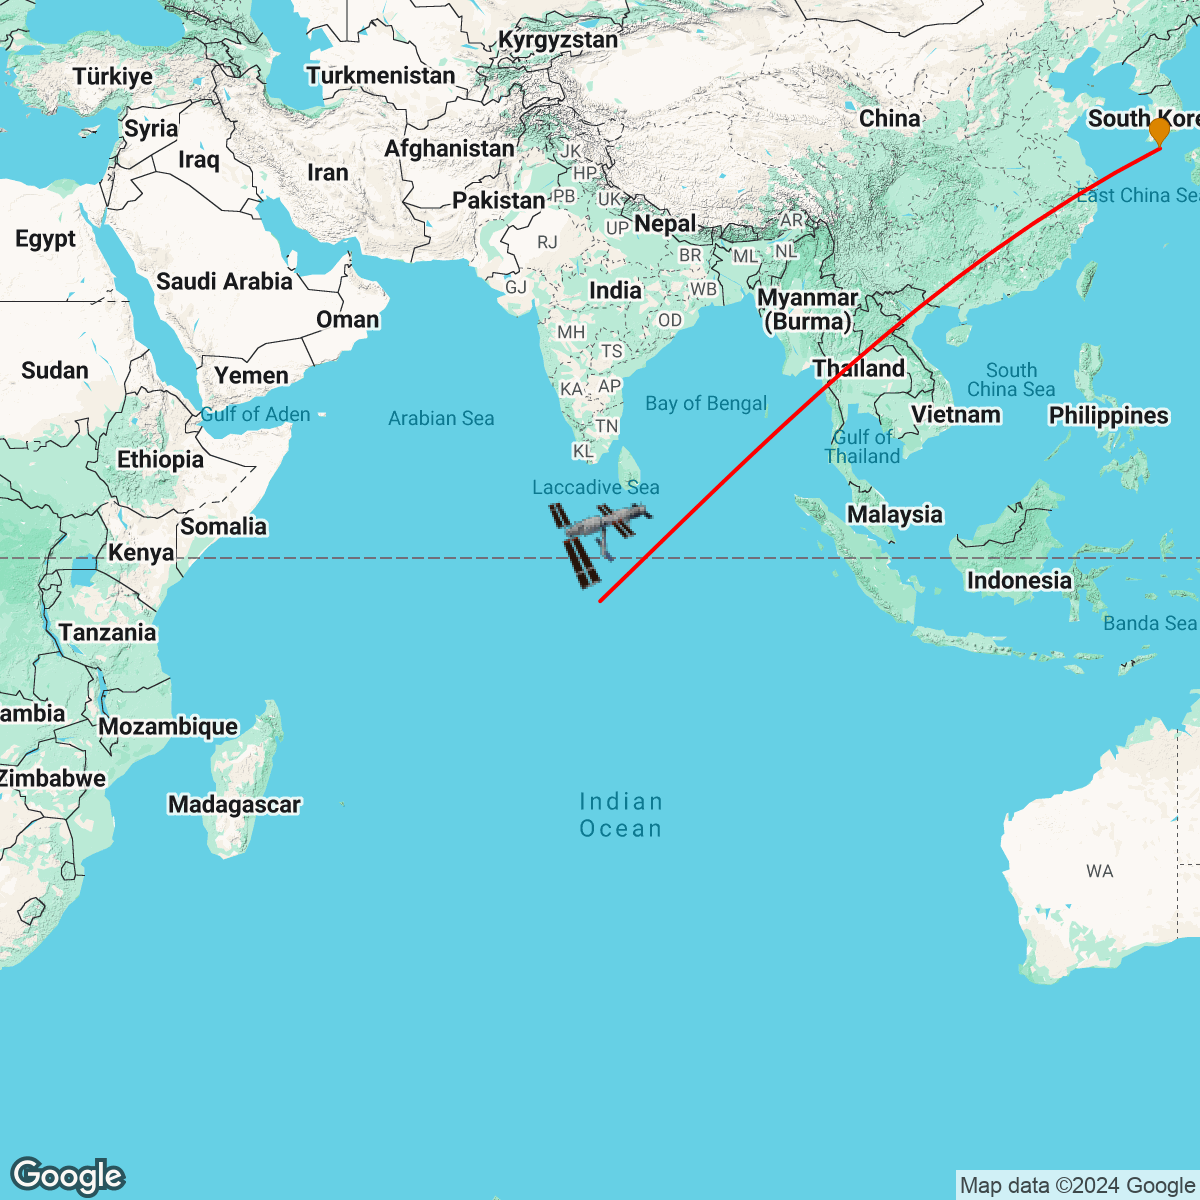 Kyrgyzstan
Türkiye
Turkmenistan
South Kore
China
Syria
Afghanistan
Iraq
JK
Iran
HP
Pakistan
PB
UK
East China Sea
Nepal
AR
UP
Egypt
RJ
NL
BR
ML
Saudi Arabia
GJ
India
WB
Myanmar
(Burma)
Oman
OD
MH
TS
Sudan
Yemen
Thailand
South
China Sea
KA
AP
Bay of Bengal
Gulf of Aden
Arabian Sea
Vietnam
Philippines
TN
Gulf of
Thailand
KL
Ethiopia
Laccadive Sea
Malaysia
Somalia
Kenya
Indonesia
Banda Sea
Tanzania
ambia
Mozambique
Zimbabwe
Madagascar
Indian
Ocean
WA
Google
Map data ©2024 Google